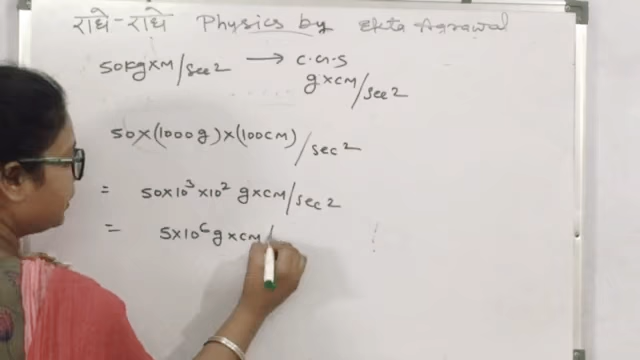 राधे-राधे Physics by Ekta Agrawal
50kg×M/sec2 → C.G.S
g×CM/sec2
50×(1000g)×(100CM)/sec²
= 50×10³×10² g×CM/sec2
= 5×10⁶ g×CM/